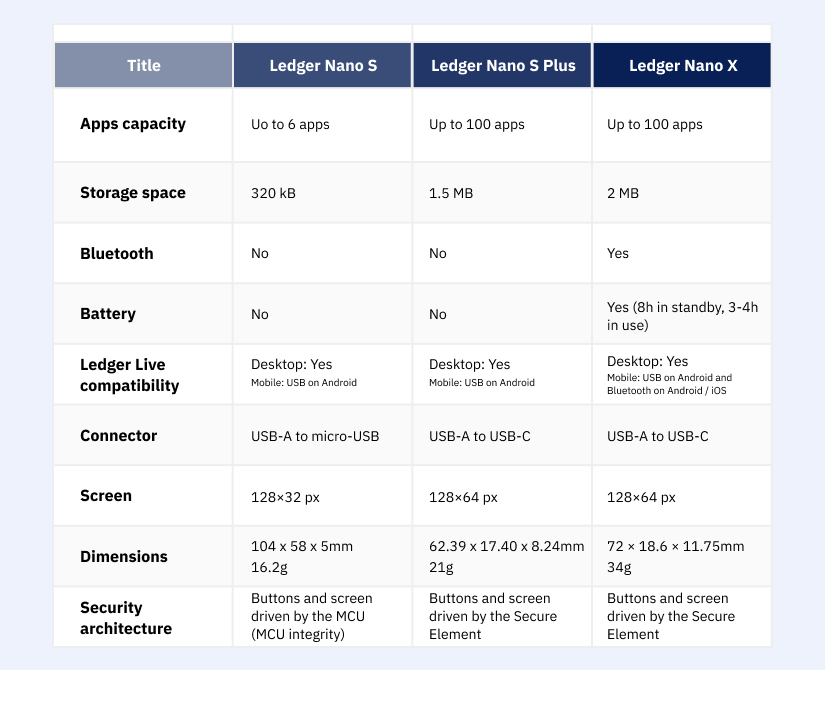 Title
Ledger Nano S
Ledger Nano S Plus
Ledger Nano X
Apps capacity
Uo to 6 apps
Up to 100 apps
Up to 100 apps
Storage space
320 kB
1.5 MB
2 MB
Bluetooth
No
No
Yes
Battery
No
No
Yes (8h in standby, 3-4h
in use)
Ledger Live
compatibility
Desktop: Yes
Mobile: USB on Android
Desktop: Yes
Mobile: USB on Android
Desktop: Yes
Mobile: USB on Android and
Bluetooth on Android / iOS
Connector
USB-A to micro-USB
USB-A to USB-C
USB-A to USB-C
Screen
128×32 px
128×64 px
128×64 px
Dimensions
104 x 58 x 5mm
16.2g
62.39 x 17.40 x 8.24mm
21g
72 × 18.6 × 11.75mm
34g
Security
architecture
Buttons and screen
driven by the MCU
(MCU integrity)
Buttons and screen
driven by the Secure
Element
Buttons and screen
driven by the Secure
Element